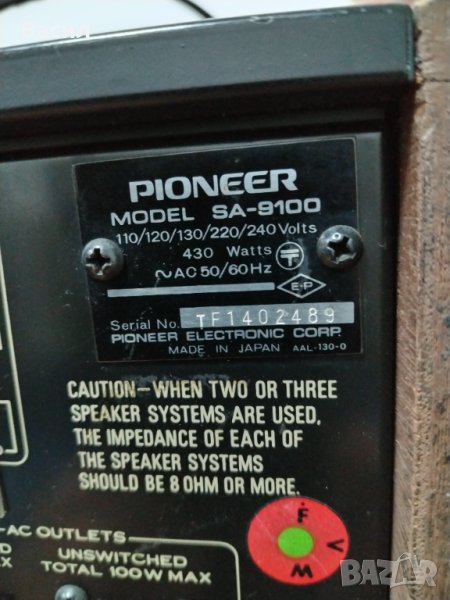 Васил
PIONEER
MODEL SA-9100
110/120/130/220/240 Volts
430 Watts
~AC 50/60Hz
E-P
Serial No. TF1402489
PIONEER ELECTRONIC CORP.
MADE IN JAPAN AAL-130-0
CAUTION—WHEN TWO OR THREE
SPEAKER SYSTEMS ARE USED,
THE IMPEDANCE OF EACH OF
THE SPEAKER SYSTEMS
SHOULD BE 8 OHM OR MORE.
AC OUTLETS
UNSWITCHED
TOTAL 100W MAX
F
V
W
BAZAR